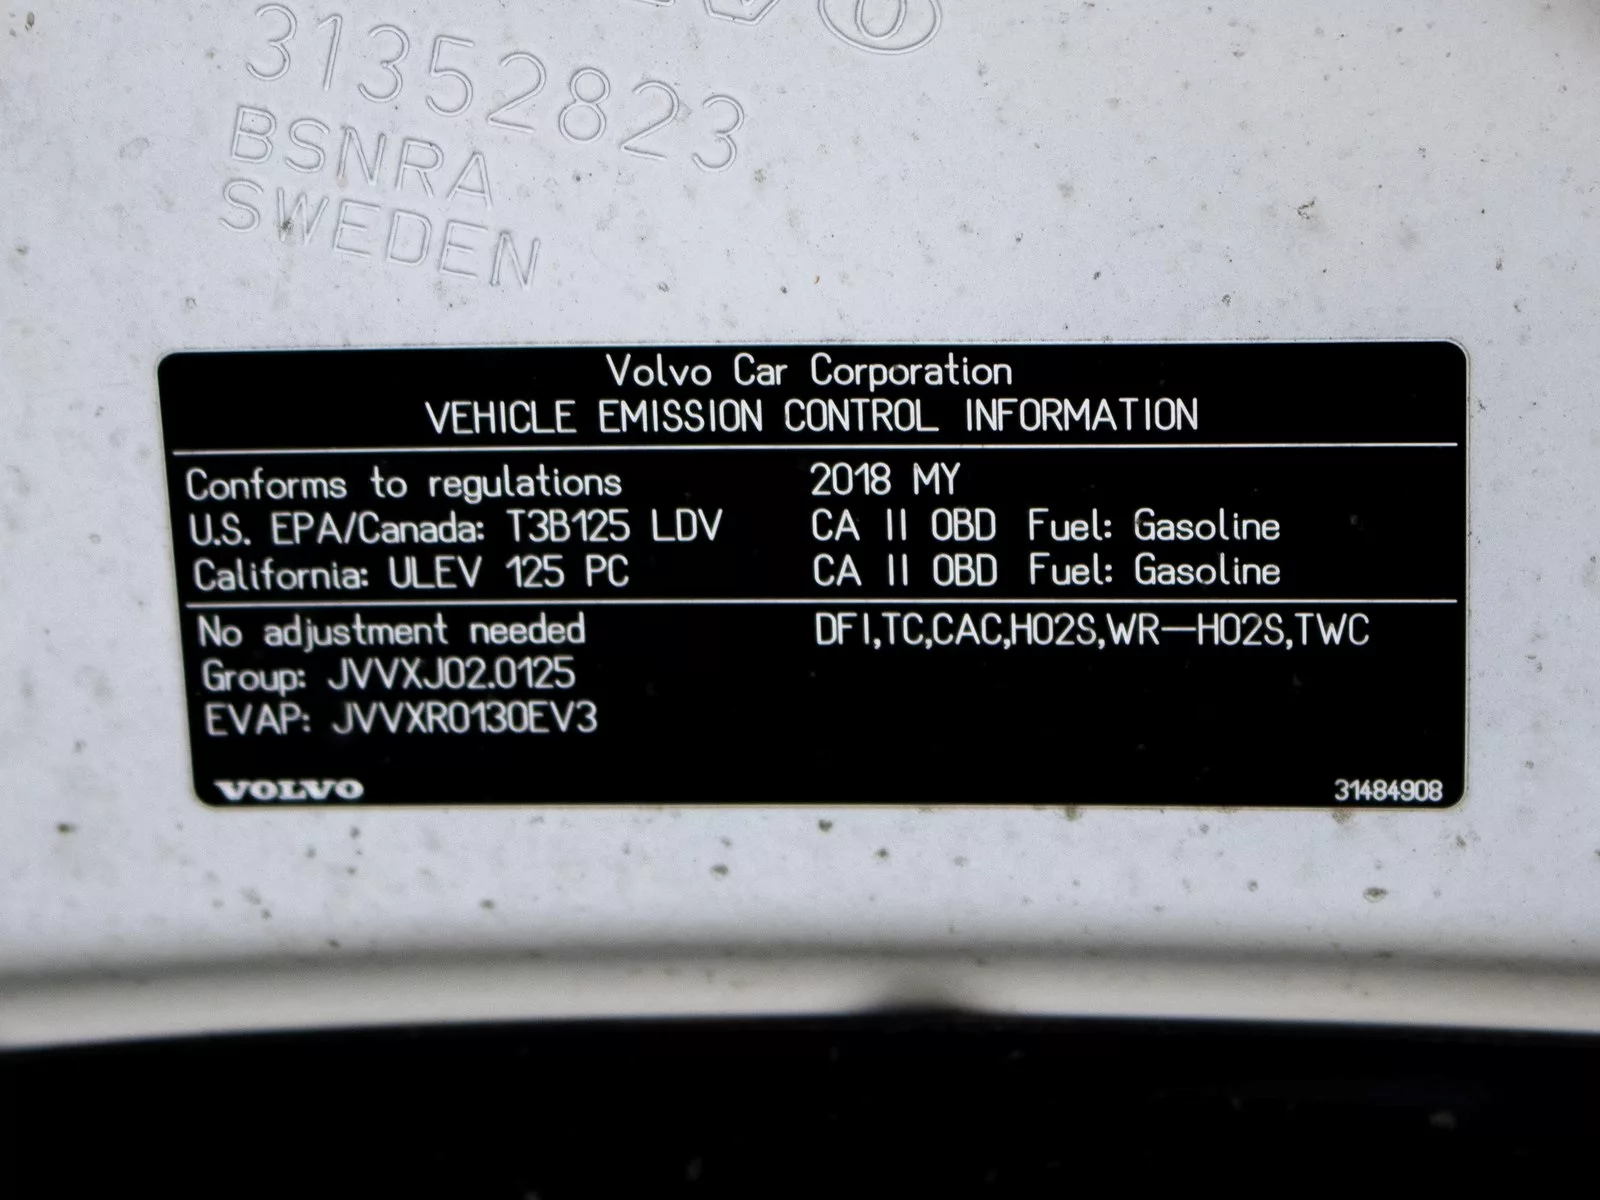 31352823
BSNRA
SWEDEN
Volvo Car Corporation
VEHICLE EMISSION CONTROL INFORMATION
Conforms to regulations 2018 MY
U.S. EPA/Canada: T3B125 LDV CA II OBD Fuel: Gasoline
California: ULEV 125 PC CA II OBD Fuel: Gasoline
No adjustment needed DFI,TC,CAC,HO2S,WR-HO2S,TWC
Group: JVVXJ02.0125
EVAP: JVVXR0130EV3
VOLVO 31484908